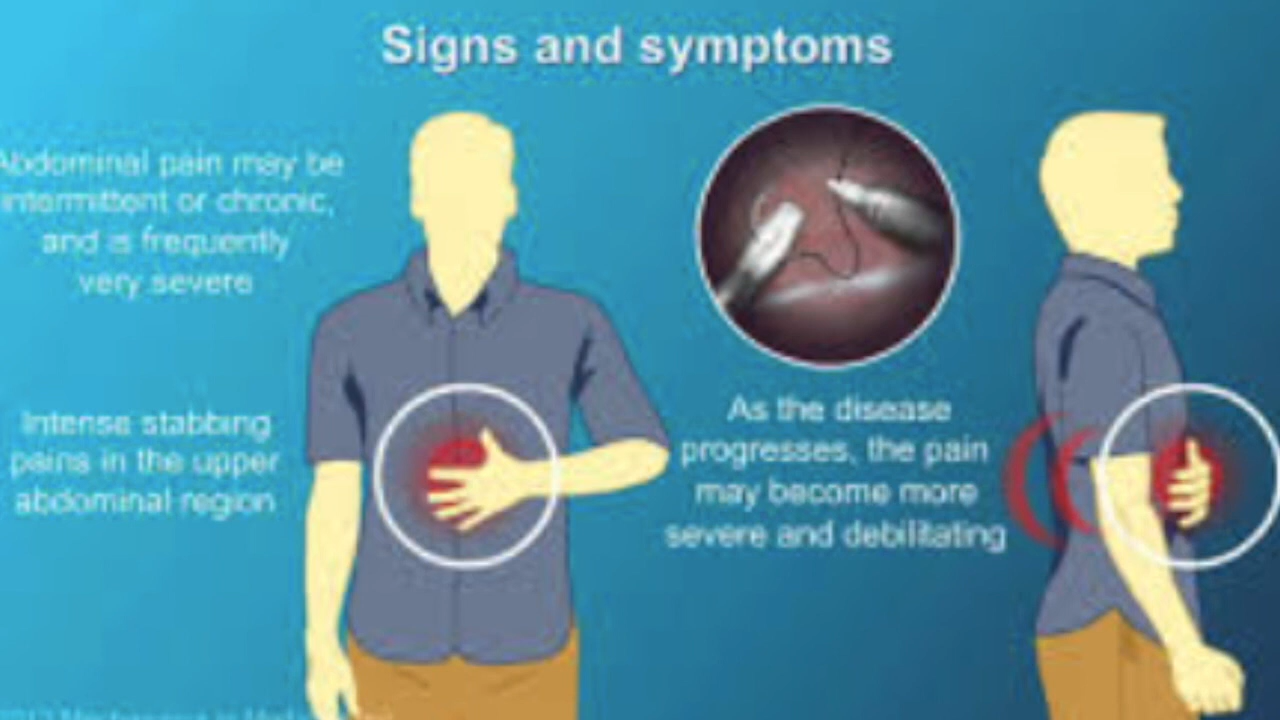 Signs and symptoms
Abdominal pain may be
intermittent or chronic,
and is frequently
very severe
Intense stabbing
pains in the upper
abdominal region
As the disease
progresses, the pain
may become more
severe and debilitating